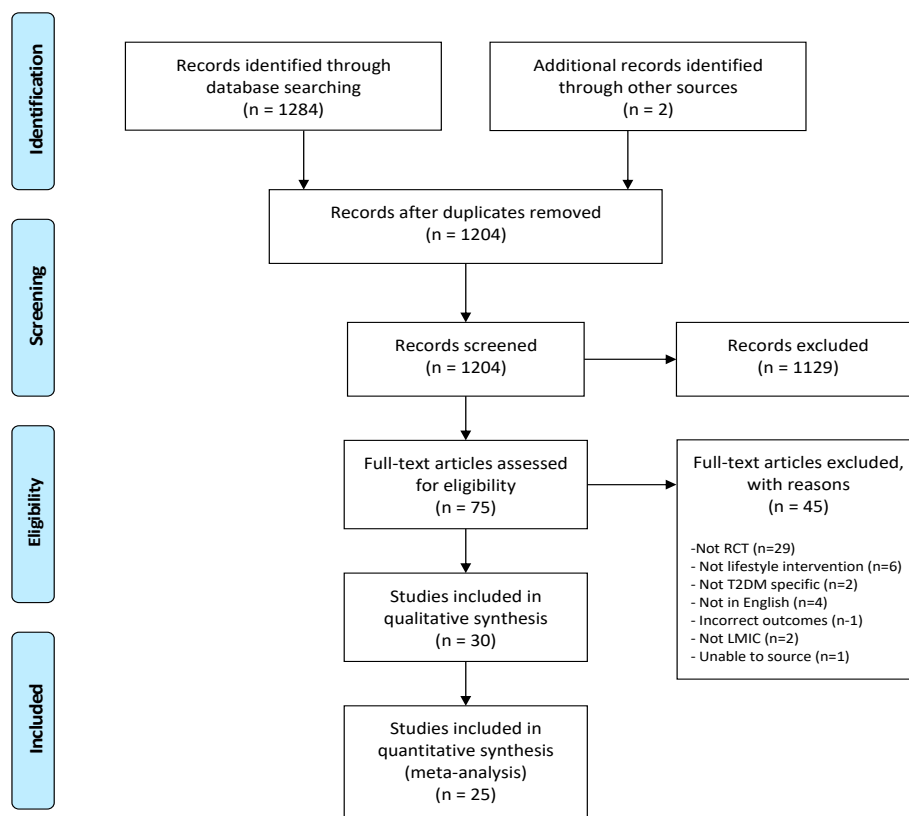 Identification
Records identified through
database searching
(n = 1284)
Additional records identified
through other sources
(n = 2)
Records after duplicates removed
(n = 1204)
Screening
Records screened
(n = 1204)
Records excluded
(n = 1129)
Eligibility
Full-text articles assessed
for eligibility
(n = 75)
Full-text articles excluded,
with reasons
(n = 45)
-Not RCT (n=29)
- Not lifestyle intervention (n=6)
- Not T2DM specific (n=2)
- Not in English (n=4)
- Incorrect outcomes (n-1)
- Not LMIC (n=2)
- Unable to source (n=1)
Studies included in
qualitative synthesis
(n = 30)
Included
Studies included in
quantitative synthesis
(meta-analysis)
(n = 25)